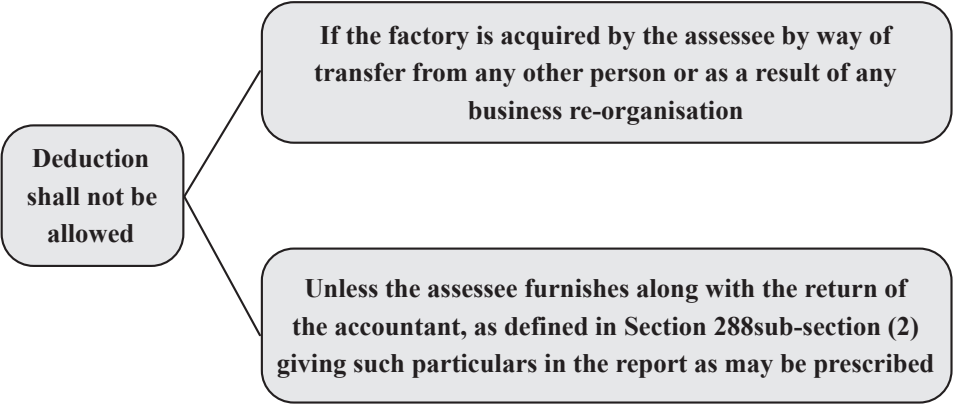 Deduction
shall not be
allowed
If the factory is acquired by the assessee by way of
transfer from any other person or as a result of any
business re-organisation
Unless the assessee furnishes along with the return of
the accountant, as defined in Section 288sub-section (2)
giving such particulars in the report as may be prescribed